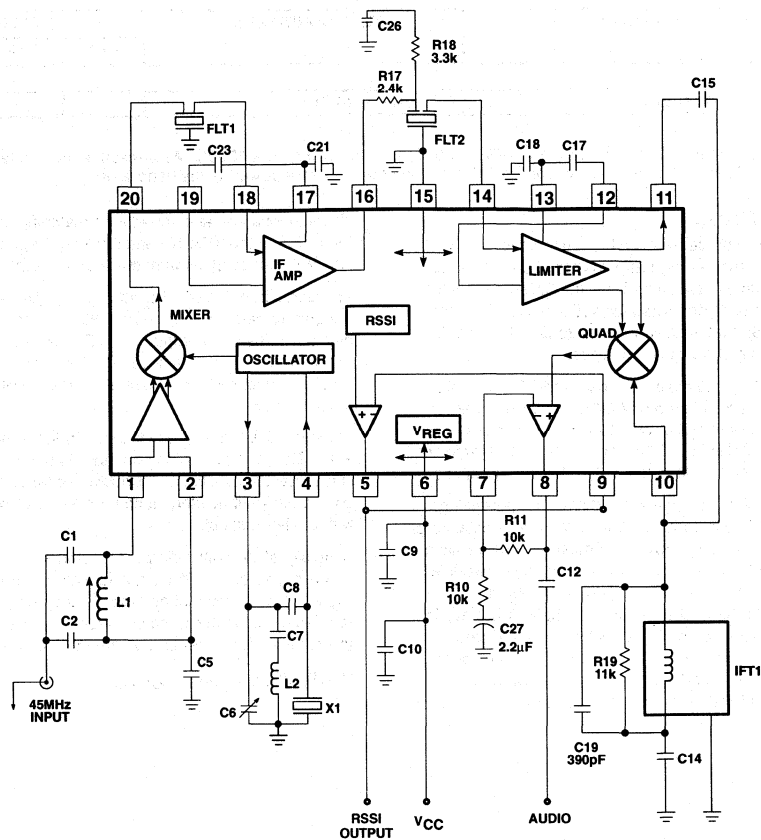 C26
R18
3.3k
R17
2.4k
C15
FLT1
FLT2
C23
C21
C18
C17
20
19
18
17
16
15
14
13
12
11
IF
AMP
LIMITER
MIXER
RSSI
QUAD
OSCILLATOR
VREG
1
2
3
4
5
6
7
8
9
10
R11
10k
C1
C9
C12
C8
R10
10k
L1
C7
C27
2.2µF
C2
C10
R19
11k
IFT1
C5
L2
45MHz
INPUT
C6
X1
C19
390pF
C14
RSSI
OUTPUT
VCC
AUDIO